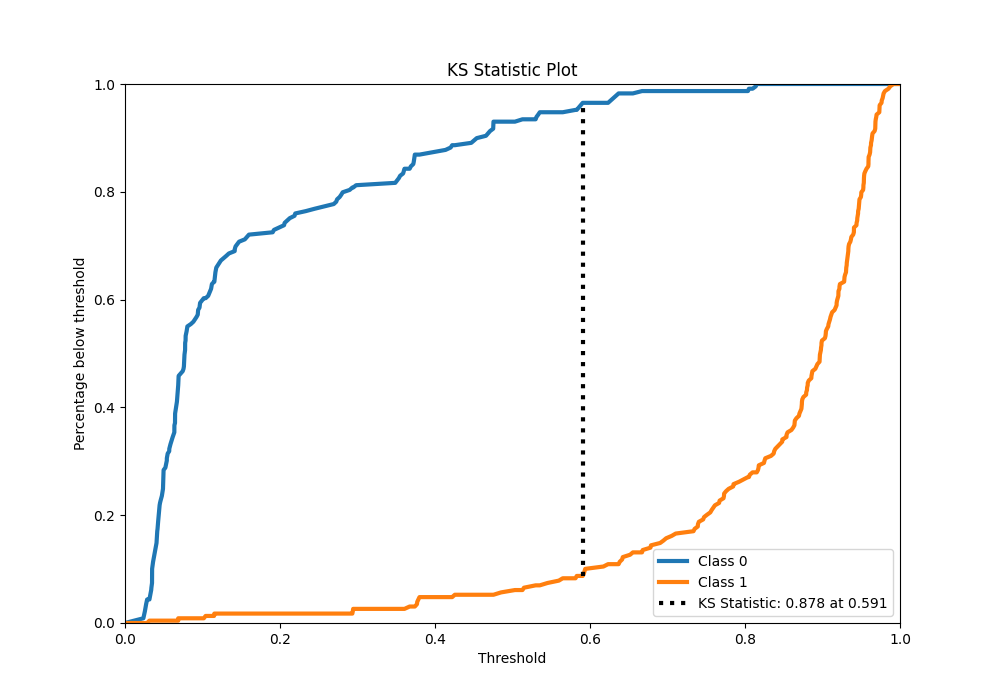 KS Statistic Plot
Percentage below threshold
1.0
0.8
0.6
0.4
0.2
0.0
0.0 0.2 0.4 0.6 0.8 1.0
Threshold
Class 0
Class 1
KS Statistic: 0.878 at 0.591